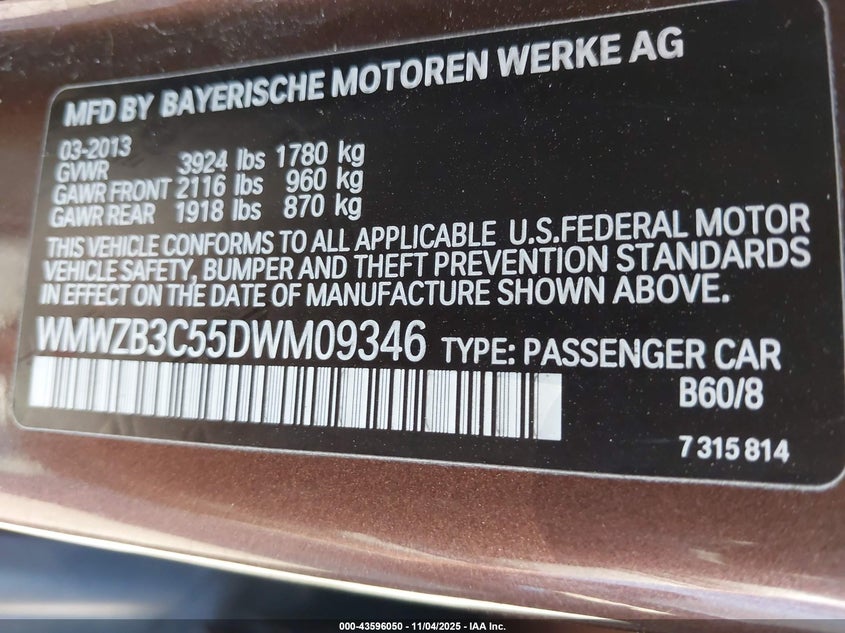 MFD BY BAYERISCHE MOTOREN WERKE AG
03-2013
GVWR 3924 lbs 1780 kg
GAWR FRONT 2116 lbs 960 kg
GAWR REAR 1918 lbs 870 kg
THIS VEHICLE CONFORMS TO ALL APPLICABLE U.S.FEDERAL MOTOR
VEHICLE SAFETY, BUMPER AND THEFT PREVENTION STANDARDS
IN EFFECT ON THE DATE OF MANUFACTURE SHOWN ABOVE.
WMWZB3C55DWM09346 TYPE: PASSENGER CAR
B60/8
7 315 814
000-43596050 - 11/04/2025 - IAA Inc.